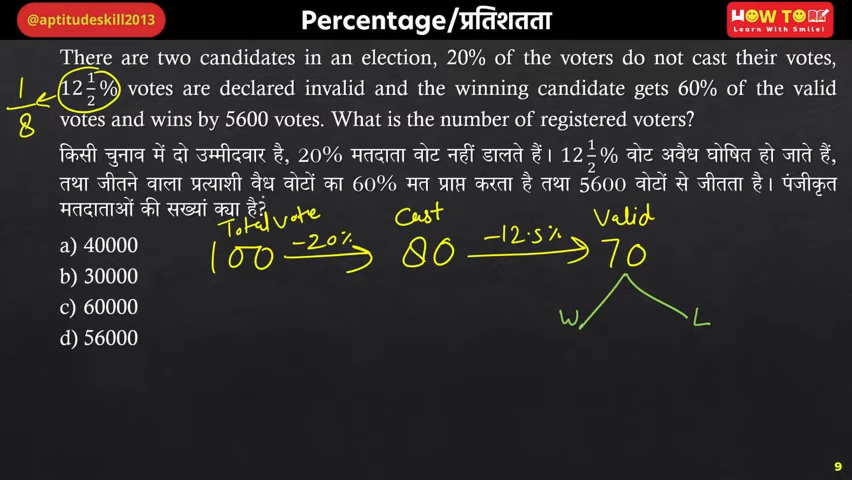 @aptitudeskill2013
Percentage/प्रतिशतता
HOW TO
Learn With Smile!
There are two candidates in an election, 20% of the voters do not cast their votes,
12 1/2 % votes are declared invalid and the winning candidate gets 60% of the valid
votes and wins by 5600 votes. What is the number of registered voters?
1/8
किसी चुनाव में दो उम्मीदवार है, 20% मतदाता वोट नहीं डालते हैं। 12 1/2 % वोट अवैध घोषित हो जाते हैं,
तथा जीतने वाला प्रत्याशी वैध वोटों का 60% मत प्राप्त करता है तथा 5600 वोटों से जीतता है। पंजीकृत
मतदाताओं की सख्यां क्या है?
Total Vote Cast Valid
100 -20% 80 -12.5% 70
W L
a) 40000
b) 30000
c) 60000
d) 56000
9